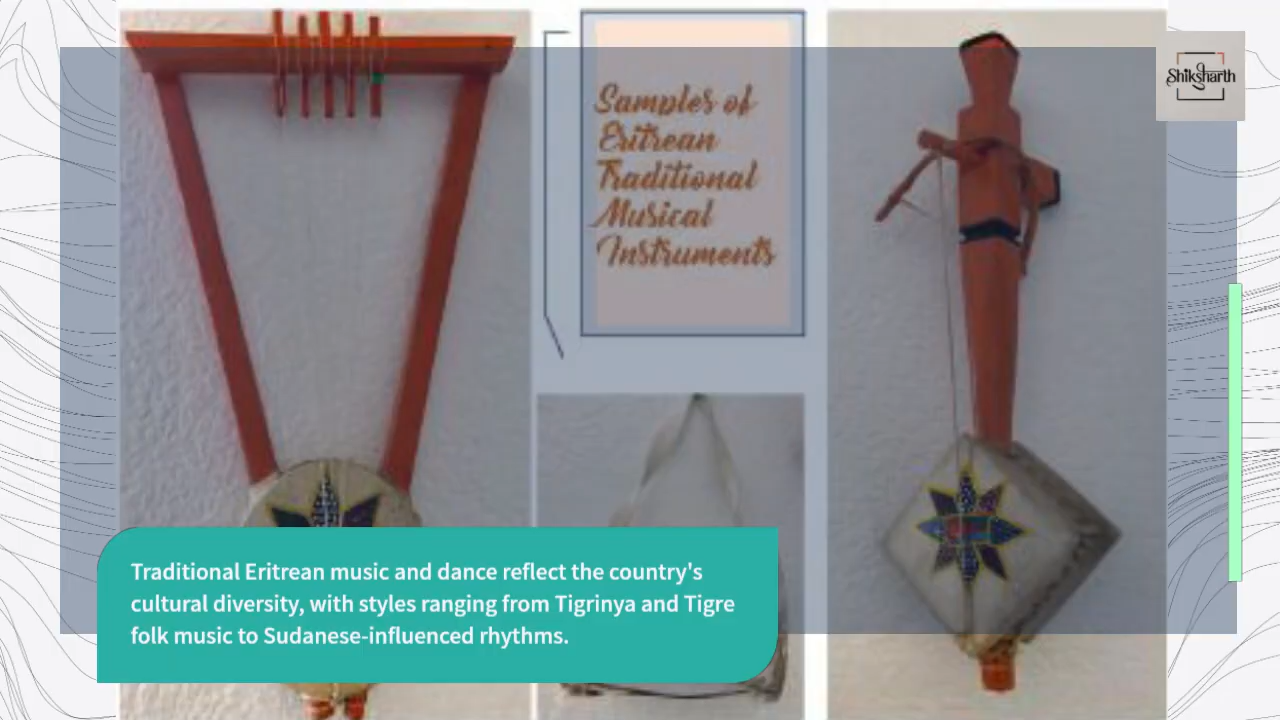 Samples of
Eritrean
Traditional
Musical
Instruments
Shiksharth
Traditional Eritrean music and dance reflect the country's
cultural diversity, with styles ranging from Tigrinya and Tigre
folk music to Sudanese-influenced rhythms.